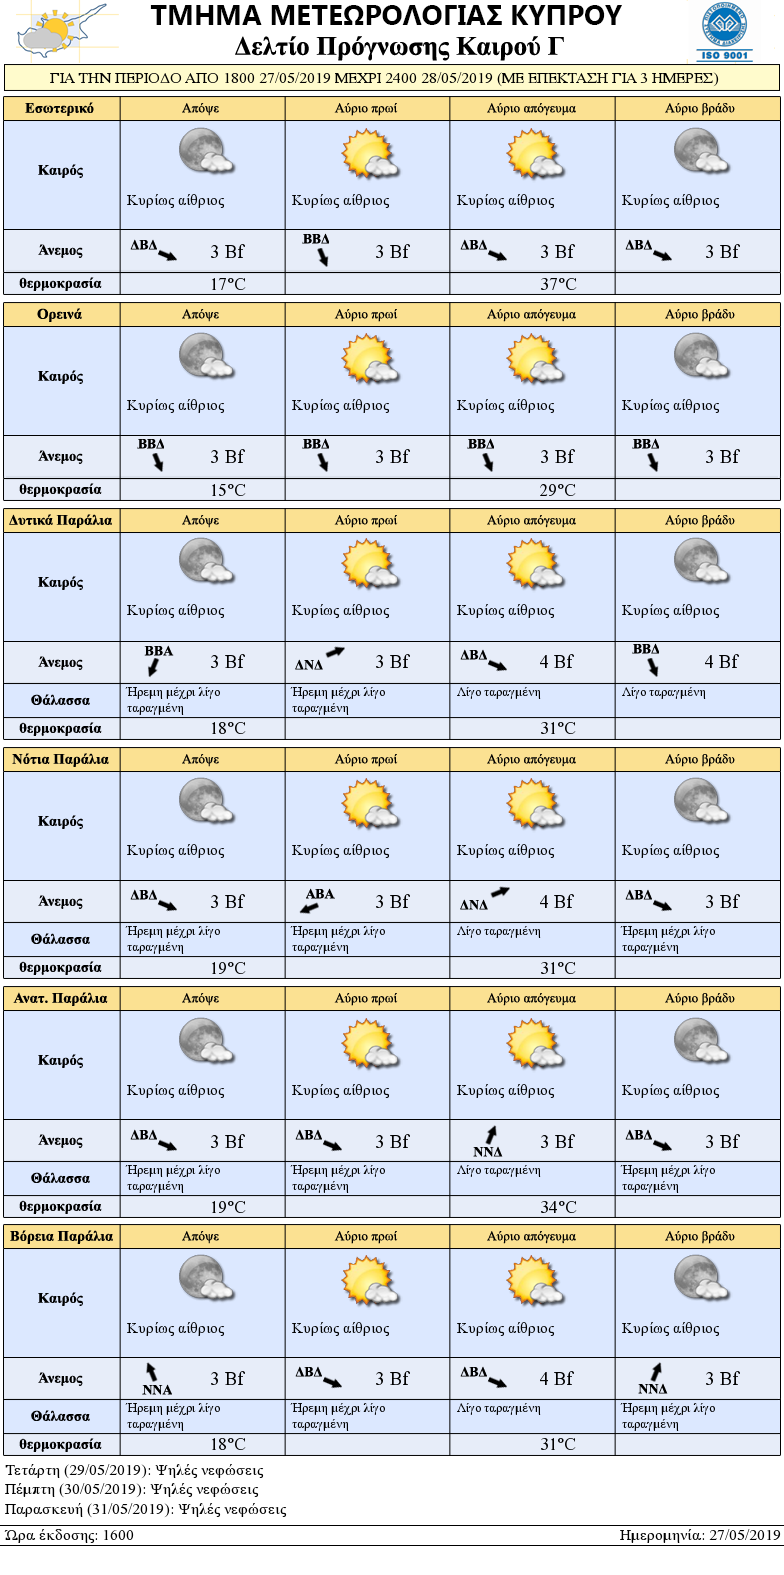 ΤΜΗΜΑ ΜΕΤΕΩΡΟΛΟΓΙΑΣ ΚΥΠΡΟΥ
Δελτίο Πρόγνωσης Καιρού Γ
ISO 9001
ΓΙΑ ΤΗΝ ΠΕΡΙΟΔΟ ΑΠΟ 1800 27/05/2019 ΜΕΧΡΙ 2400 28/05/2019 (ΜΕ ΕΠΕΚΤΑΣΗ ΓΙΑ 3 ΗΜΕΡΕΣ)
Εσωτερικό Απόψε Αύριο πρωί Αύριο απόγευμα Αύριο βράδυ
Καιρός Κυρίως αίθριος Κυρίως αίθριος Κυρίως αίθριος Κυρίως αίθριος
Άνεμος ΔΒΔ 3 Bf ΒΒΔ 3 Bf ΔΒΔ 3 Bf ΔΒΔ 3 Bf
θερμοκρασία 17°C 37°C
Ορεινά Απόψε Αύριο πρωί Αύριο απόγευμα Αύριο βράδυ
Καιρός Κυρίως αίθριος Κυρίως αίθριος Κυρίως αίθριος Κυρίως αίθριος
Άνεμος ΒΒΔ 3 Bf ΒΒΔ 3 Bf ΒΒΔ 3 Bf ΒΒΔ 3 Bf
θερμοκρασία 15°C 29°C
Δυτικά Παράλια Απόψε Αύριο πρωί Αύριο απόγευμα Αύριο βράδυ
Καιρός Κυρίως αίθριος Κυρίως αίθριος Κυρίως αίθριος Κυρίως αίθριος
Άνεμος ΒΒΑ 3 Bf ΔΝΔ 3 Bf ΔΒΔ 4 Bf ΒΒΔ 4 Bf
Θάλασσα Ήρεμη μέχρι λίγο ταραγμένη Ήρεμη μέχρι λίγο ταραγμένη Λίγο ταραγμένη Λίγο ταραγμένη
θερμοκρασία 18°C 31°C
Νότια Παράλια Απόψε Αύριο πρωί Αύριο απόγευμα Αύριο βράδυ
Καιρός Κυρίως αίθριος Κυρίως αίθριος Κυρίως αίθριος Κυρίως αίθριος
Άνεμος ΔΒΔ 3 Bf ΑΒΑ 3 Bf ΔΝΔ 4 Bf ΔΒΔ 3 Bf
Θάλασσα Ήρεμη μέχρι λίγο ταραγμένη Ήρεμη μέχρι λίγο ταραγμένη Λίγο ταραγμένη Ήρεμη μέχρι λίγο ταραγμένη
θερμοκρασία 19°C 31°C
Ανατ. Παράλια Απόψε Αύριο πρωί Αύριο απόγευμα Αύριο βράδυ
Καιρός Κυρίως αίθριος Κυρίως αίθριος Κυρίως αίθριος Κυρίως αίθριος
Άνεμος ΔΒΔ 3 Bf ΔΒΔ 3 Bf ΝΝΔ 3 Bf ΔΒΔ 3 Bf
Θάλασσα Ήρεμη μέχρι λίγο ταραγμένη Ήρεμη μέχρι λίγο ταραγμένη Λίγο ταραγμένη Ήρεμη μέχρι λίγο ταραγμένη
θερμοκρασία 19°C 34°C
Βόρεια Παράλια Απόψε Αύριο πρωί Αύριο απόγευμα Αύριο βράδυ
Καιρός Κυρίως αίθριος Κυρίως αίθριος Κυρίως αίθριος Κυρίως αίθριος
Άνεμος ΝΝΑ 3 Bf ΔΒΔ 3 Bf ΔΒΔ 4 Bf ΝΝΔ 3 Bf
Θάλασσα Ήρεμη μέχρι λίγο ταραγμένη Ήρεμη μέχρι λίγο ταραγμένη Λίγο ταραγμένη Ήρεμη μέχρι λίγο ταραγμένη
θερμοκρασία 18°C 31°C
Τετάρτη (29/05/2019): Ψηλές νεφώσεις
Πέμπτη (30/05/2019): Ψηλές νεφώσεις
Παρασκευή (31/05/2019): Ψηλές νεφώσεις
Ώρα έκδοσης: 1600 Ημερομηνία: 27/05/2019